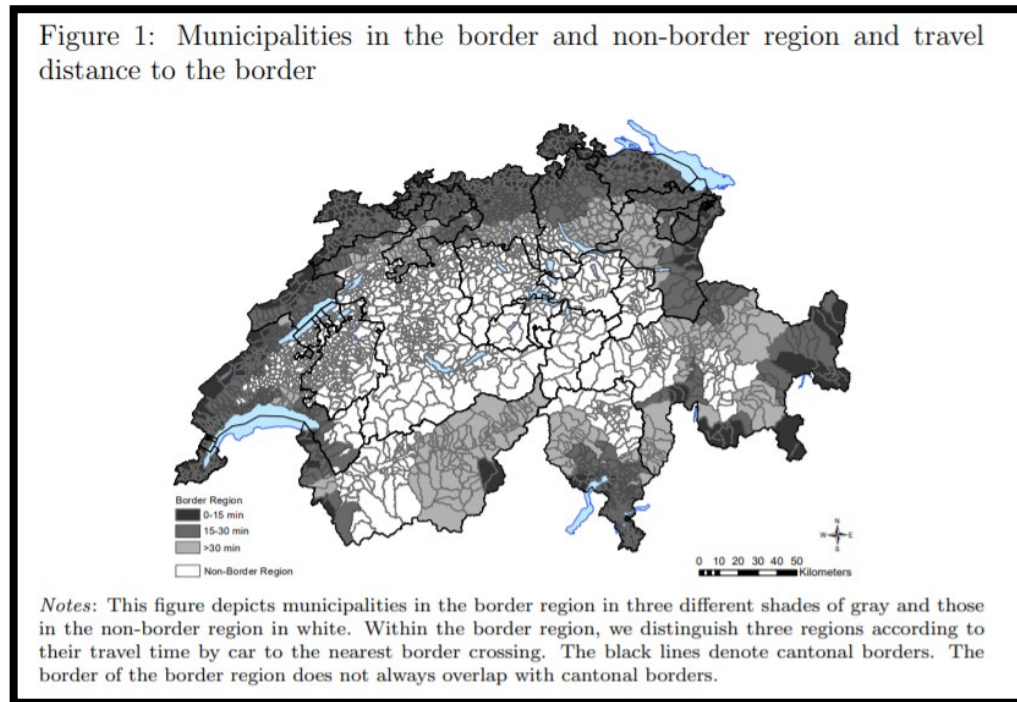 Figure 1: Municipalities in the border and non-border region and travel
distance to the border
Border Region
0-15 min
15-30 min
>30 min
Non-Border Region
N
W E
S
0 10 20 30 40 50
Kilometers
Notes: This figure depicts municipalities in the border region in three different shades of gray and those
in the non-border region in white. Within the border region, we distinguish three regions according to
their travel time by car to the nearest border crossing. The black lines denote cantonal borders. The
border of the border region does not always overlap with cantonal borders.